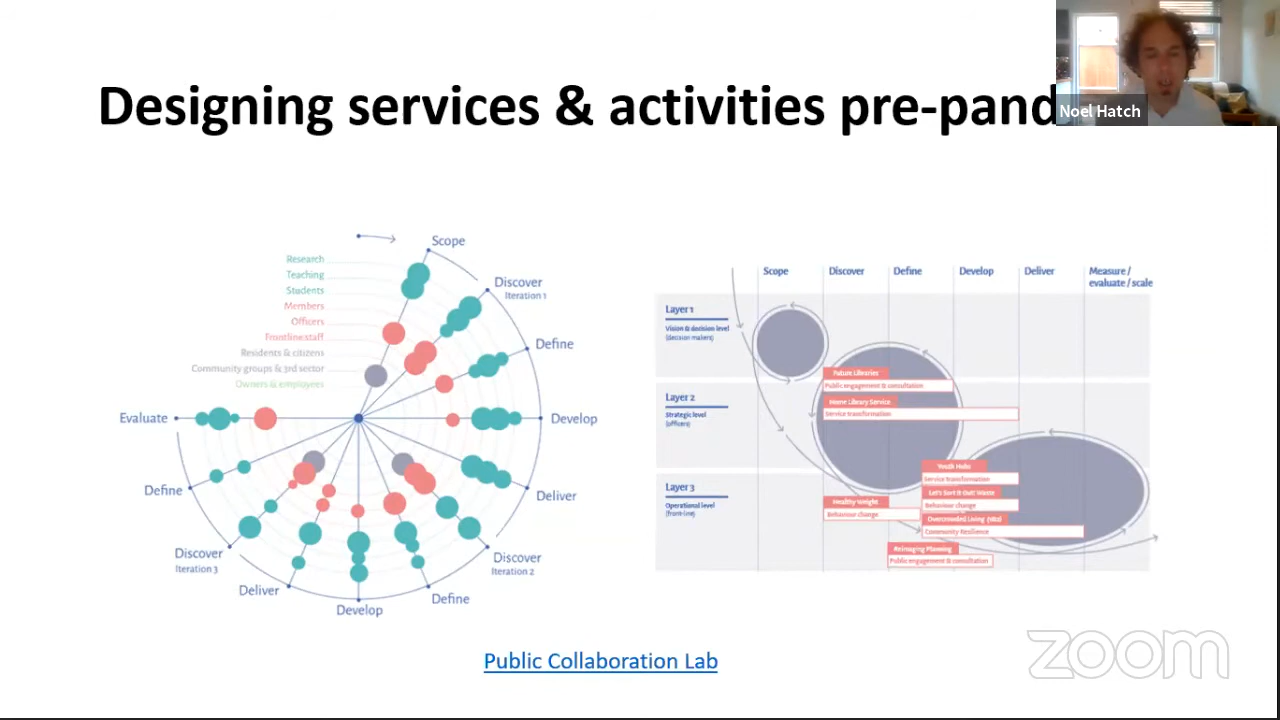 Designing services & activities pre-pand
Noel Hatch
Scope
Discover
Iteration 1
Define
Develop
Deliver
Discover
Iteration 2
Define
Develop
Deliver
Discover
Iteration 3
Define
Evaluate
Research
Teaching
Students
Members
Officers
Frontline staff
Residents & citizens
Community groups & 3rd sector
Owners & employees
Scope
Discover
Define
Develop
Deliver
Measure /
evaluate / scale
Layer 1
Vision & decision level
(decision makers)
Layer 2
Strategic level
(officers)
Layer 3
Operational level
(front-line)
Future Libraries
Public engagement & consultation
Home Library Service
Service transformation
Youth Hubs
Service transformation
Let's Sort It Out! Waste
Behaviour change
Healthy Weight
Behaviour change
Overcrowded Living
Community Resilience
Reimaging Planning
Public engagement & consultation
Public Collaboration Lab
zoom